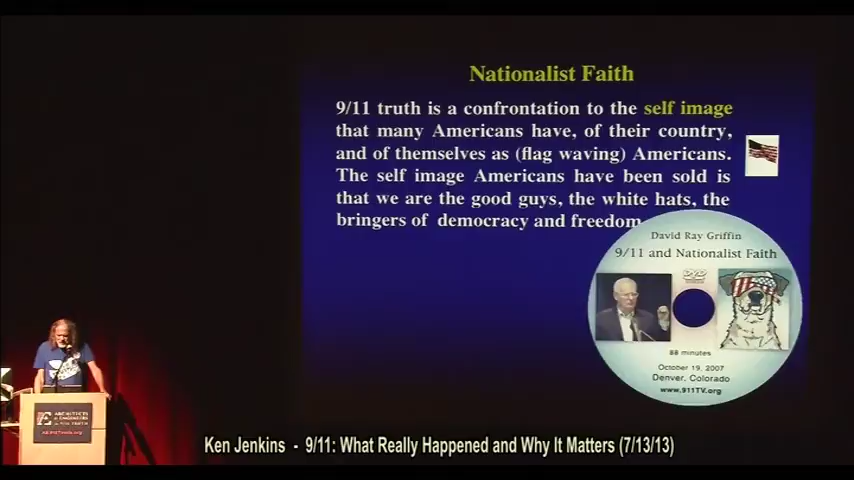 Nationalist Faith
9/11 truth is a confrontation to the self image
that many Americans have, of their country,
and of themselves as (flag waving) Americans.
The self image Americans have been sold is
that we are the good guys, the white hats, the
bringers of democracy and freedom
David Ray Griffin
9/11 and Nationalist Faith
DVD
88 minutes
October 19, 2007
Denver, Colorado
www.911TV.org
ARCHITECTS
ENGINEERS
Ken Jenkins - 9/11: What Really Happened and Why It Matters (7/13/13)